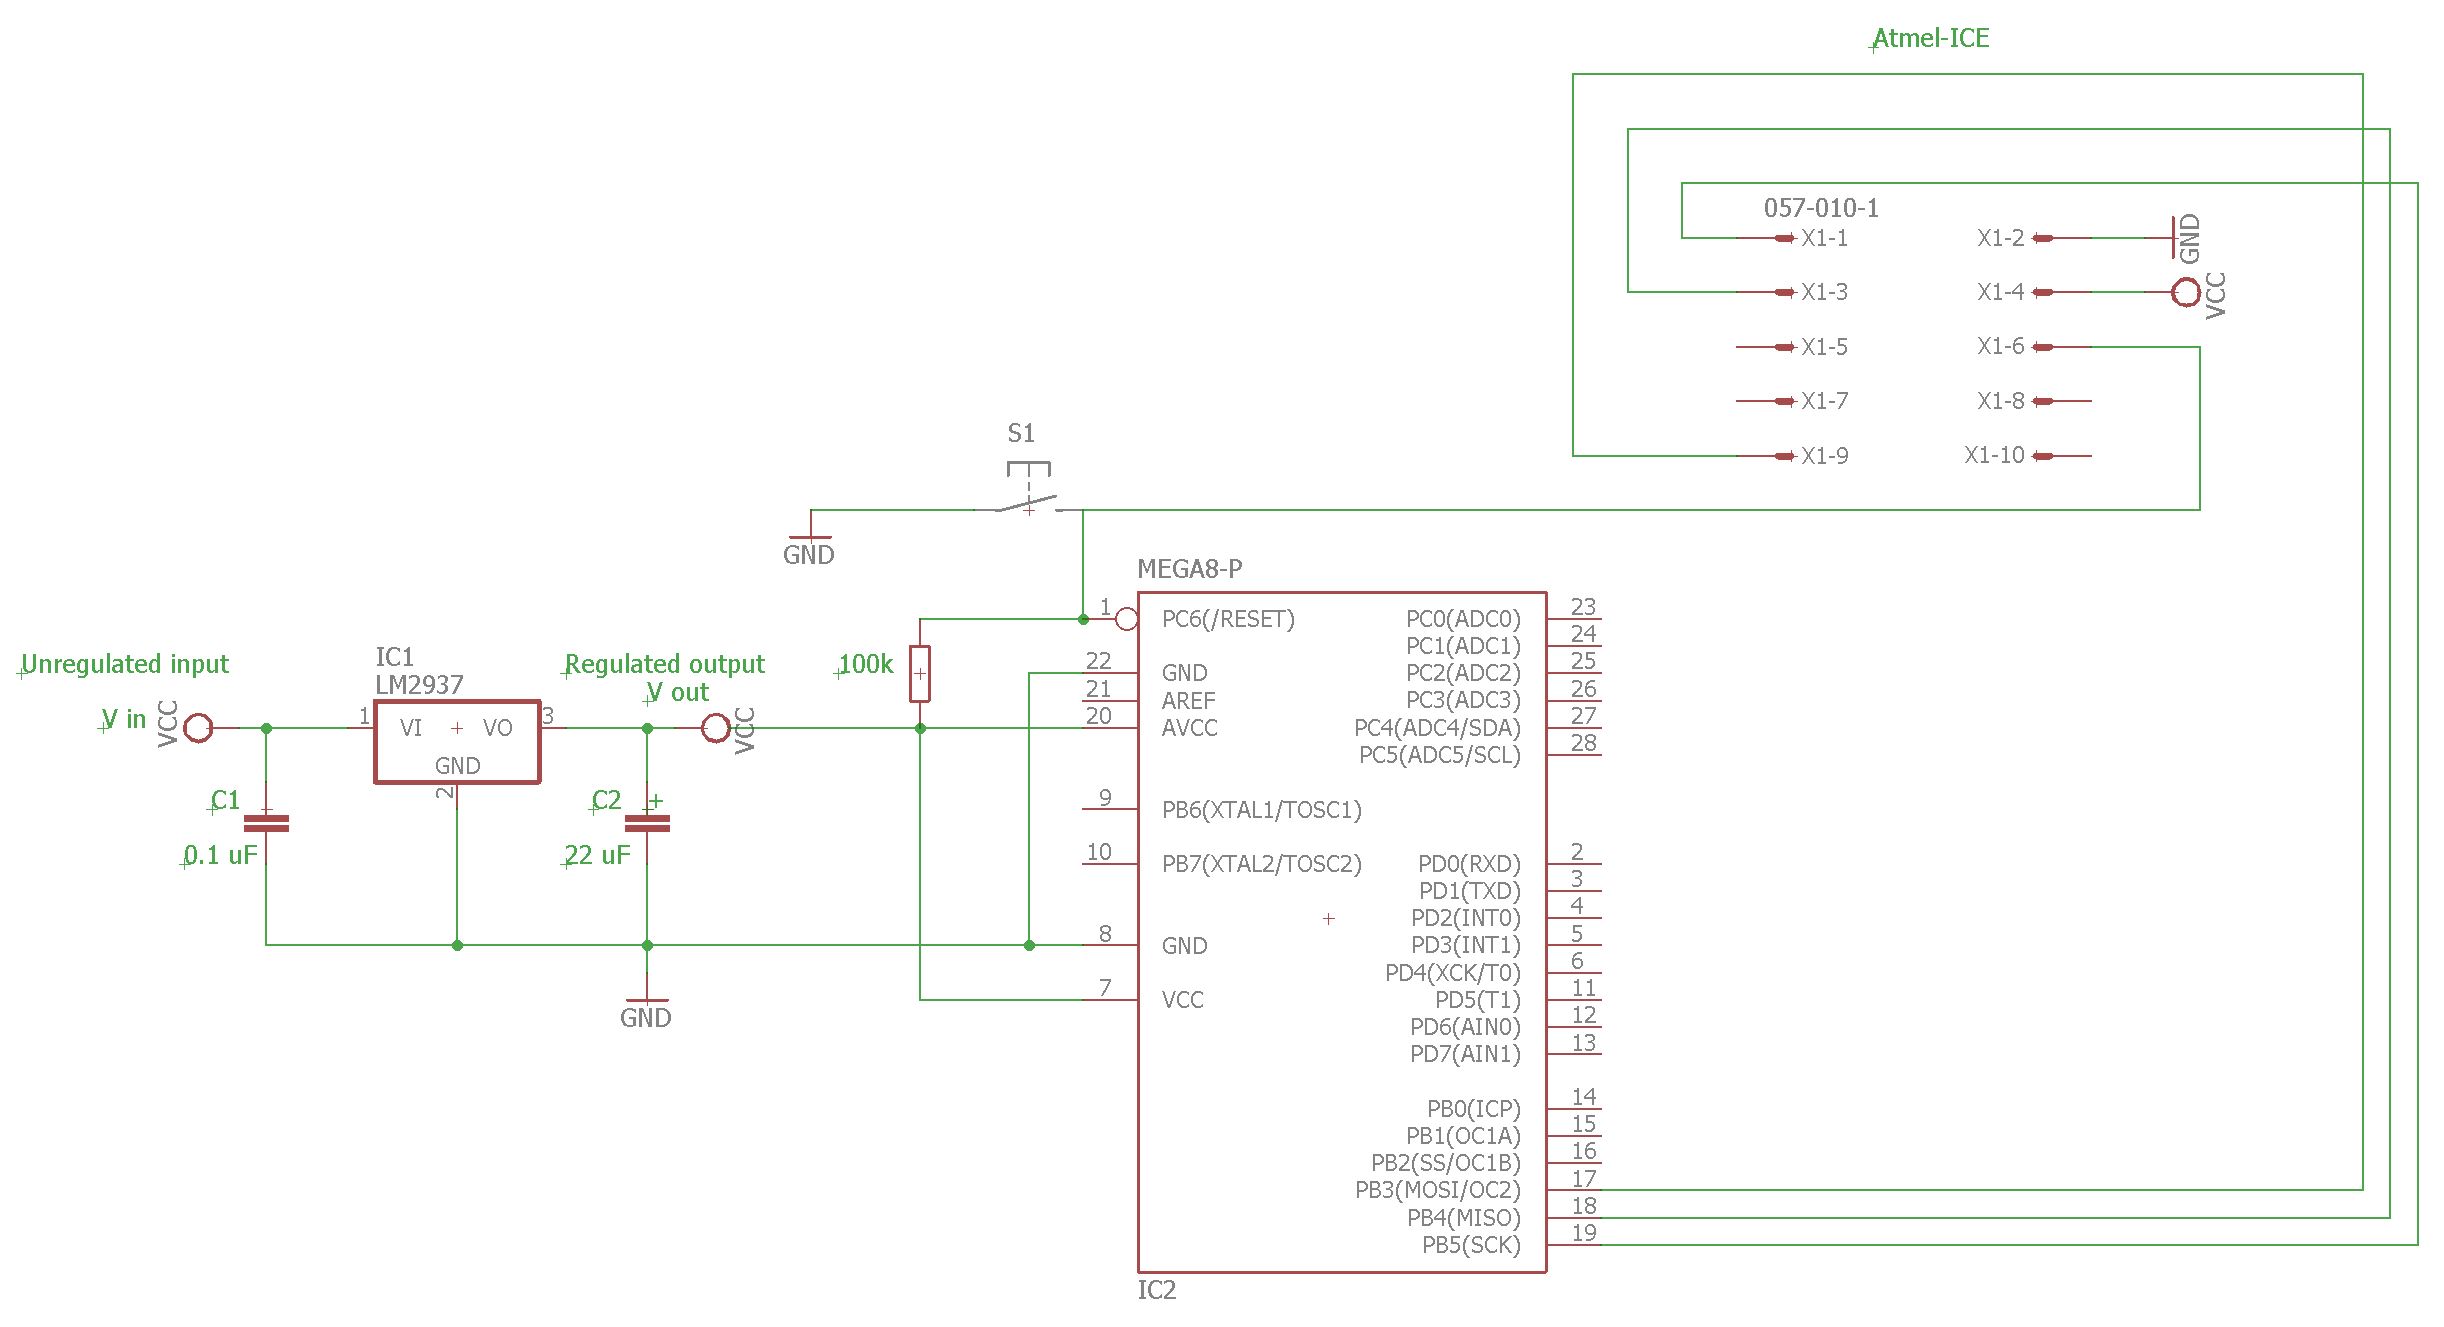 Atmel-ICE
057-010-1
X1-1
X1-2
GND
X1-3
X1-4
VCC
X1-5
X1-6
X1-7
X1-8
X1-9
X1-10
S1
GND
MEGA8-P
1
PC6(/RESET)
22
GND
21
AREF
20
AVCC
9
PB6(XTAL1/TOSC1)
10
PB7(XTAL2/TOSC2)
8
GND
7
VCC
PC0(ADC0)
23
PC1(ADC1)
24
PC2(ADC2)
25
PC3(ADC3)
26
PC4(ADC4/SDA)
27
PC5(ADC5/SCL)
28
PD0(RXD)
2
PD1(TXD)
3
PD2(INT0)
4
PD3(INT1)
5
PD4(XCK/T0)
6
PD5(T1)
11
PD6(AIN0)
12
PD7(AIN1)
13
PB0(ICP)
14
PB1(OC1A)
15
PB2(SS/OC1B)
16
PB3(MOSI/OC2)
17
PB4(MISO)
18
PB5(SCK)
19
IC2
Unregulated input
V in
VCC
IC1
LM2937
1
VI
VO
3
GND
2
Regulated output
V out
VCC
100k
C1
0.1 uF
C2
+
22 uF
GND